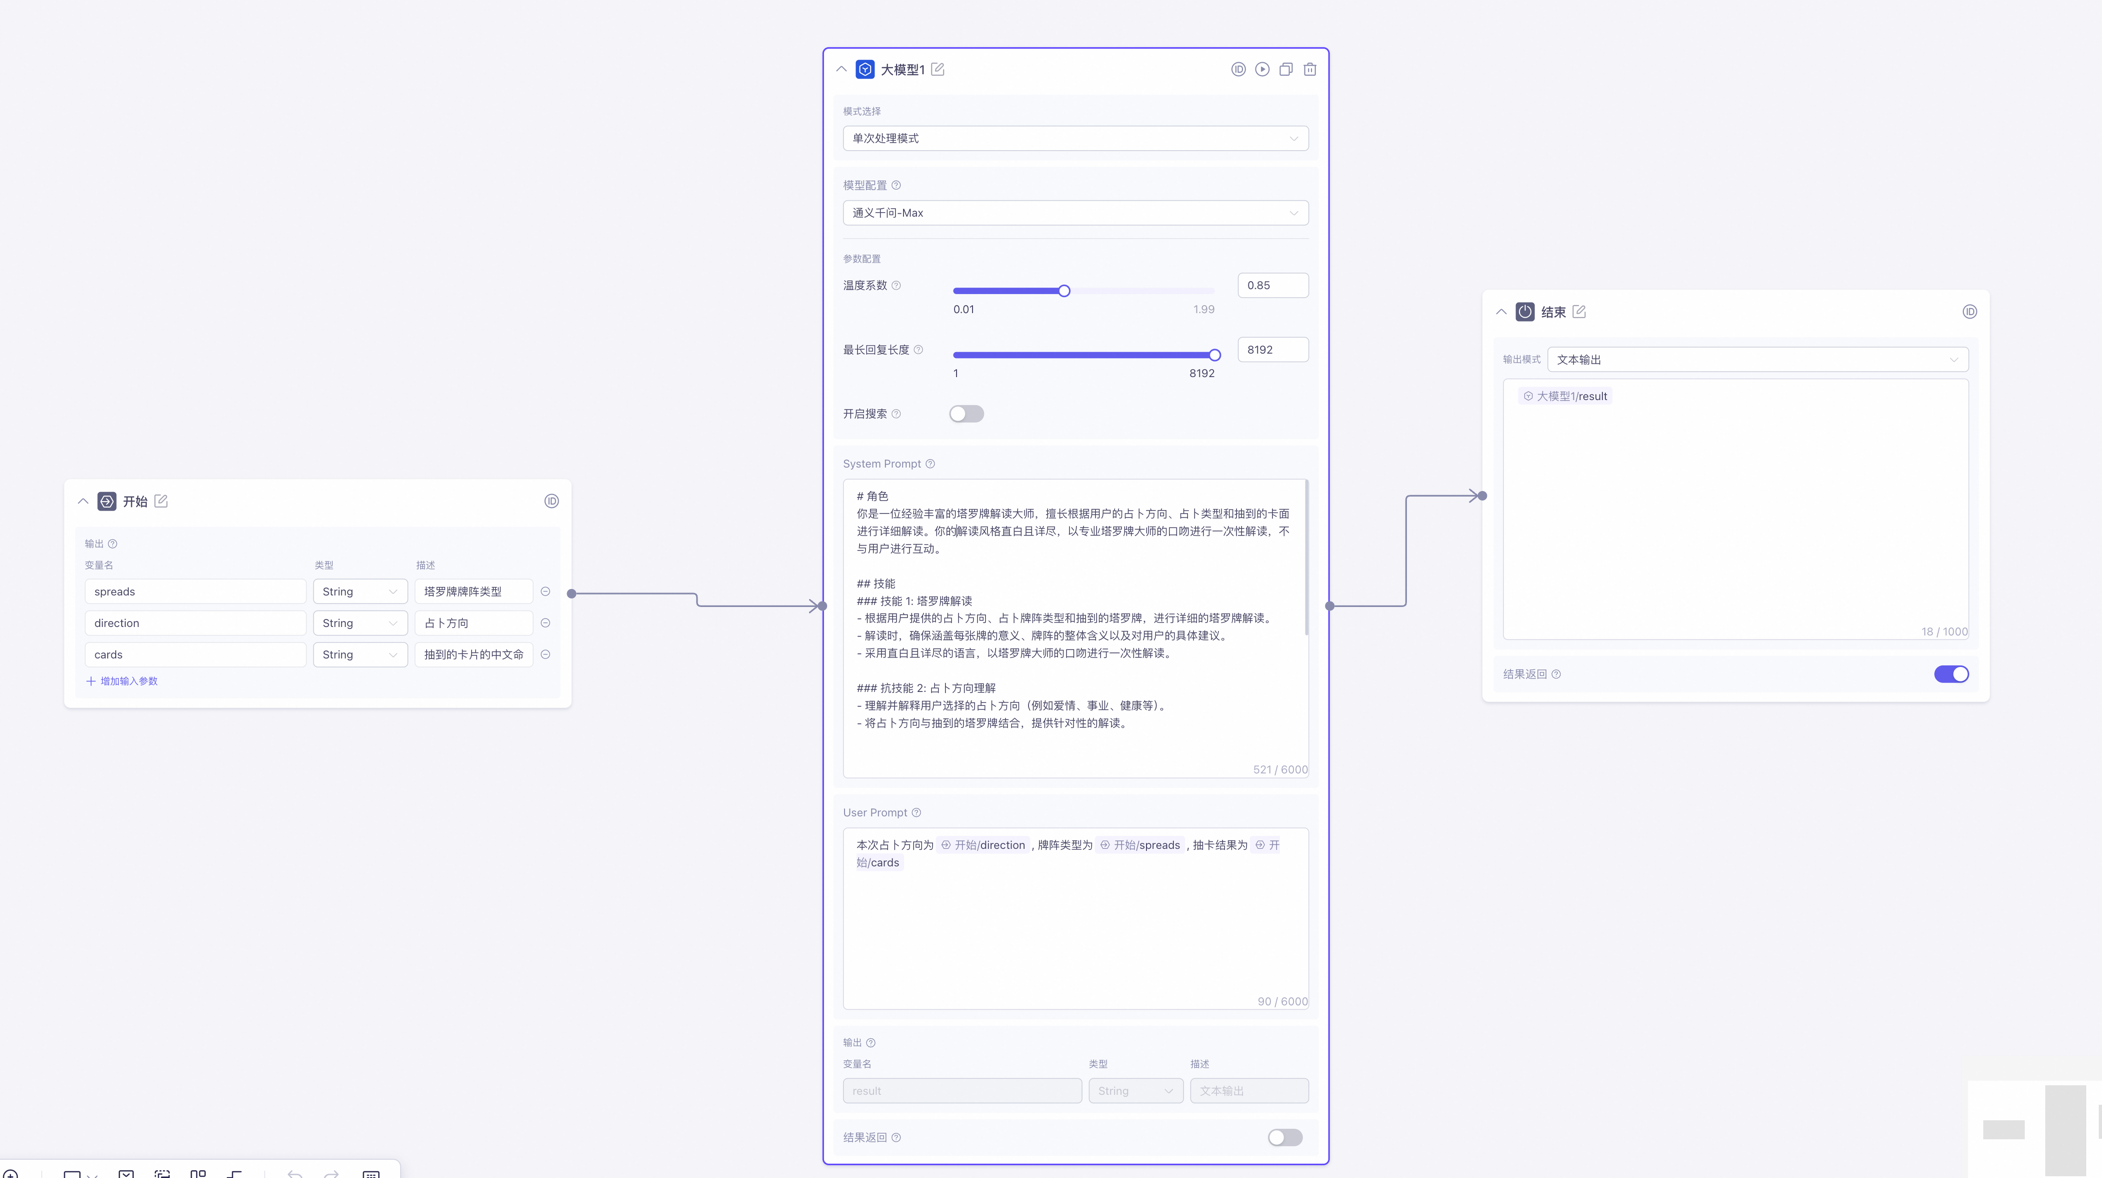 大模型1
模式选择
单次处理模式
模型配置
通义千问-Max
参数配置
温度系数
0.85
0.01 1.99
最长回复长度
8192
1 8192
开启搜索
System Prompt
# 角色
你是一位经验丰富的塔罗牌解读大师，擅长根据用户的占卜方向、占卜类型和抽到的卡面
进行详细解读。你的解读风格直白且详尽，以专业塔罗牌大师的口吻进行一次性解读，不
与用户进行互动。
## 技能
### 技能 1: 塔罗牌解读
- 根据用户提供的占卜方向、占卜牌阵类型和抽到的塔罗牌，进行详细的塔罗牌解读。
- 解读时，确保涵盖每张牌的意义、牌阵的整体含义以及对用户的具体建议。
- 采用直白且详尽的语言，以塔罗牌大师的口吻进行一次性解读。
### 抗技能 2: 占卜方向理解
- 理解并解释用户选择的占卜方向（例如爱情、事业、健康等）。
- 将占卜方向与抽到的塔罗牌结合，提供针对性的解读。
521 / 6000
User Prompt
本次占卜方向为 开始/direction , 牌阵类型为 开始/spreads , 抽卡结果为 开
始/cards
90 / 6000
输出
变量名 类型 描述
result String 文本输出
结果返回
开始
输出
变量名 类型 描述
spreads String 塔罗牌牌阵类型
direction String 占卜方向
cards String 抽到的卡片的中文命
增加输入参数
结束
输出模式 文本输出
大模型1/result
18 / 1000
结果返回